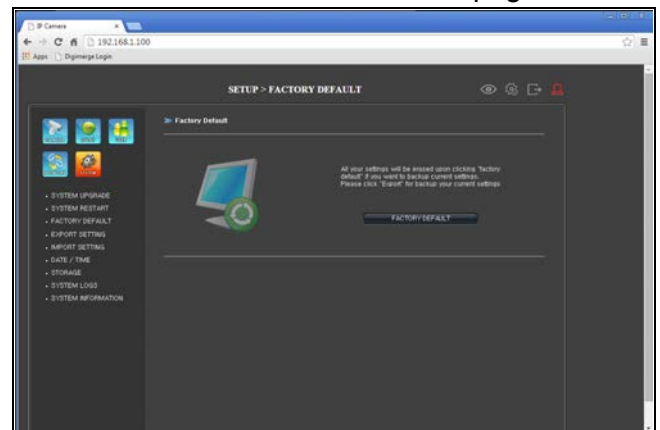 IP Camera
192.168.1.100
Apps
Digimerge Login
SETUP > FACTORY DEFAULT
Factory Default
All your settings will be erased upon clicking "factory
default" if you want to backup current settings.
Please click "Export" for backup your current settings
FACTORY DEFAULT
• SYSTEM UPGRADE
• SYSTEM RESTART
• FACTORY DEFAULT
• EXPORT SETTING
• IMPORT SETTING
• DATE / TIME
• STORAGE
• SYSTEM LOGS
• SYSTEM INFORMATION